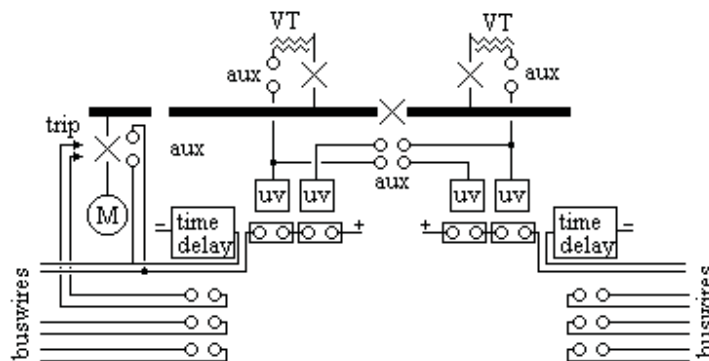 VT
VT
aux
aux
trip
aux
aux
uv
uv
uv
uv
M
time
delay
+
+
time
delay
buswires
buswires